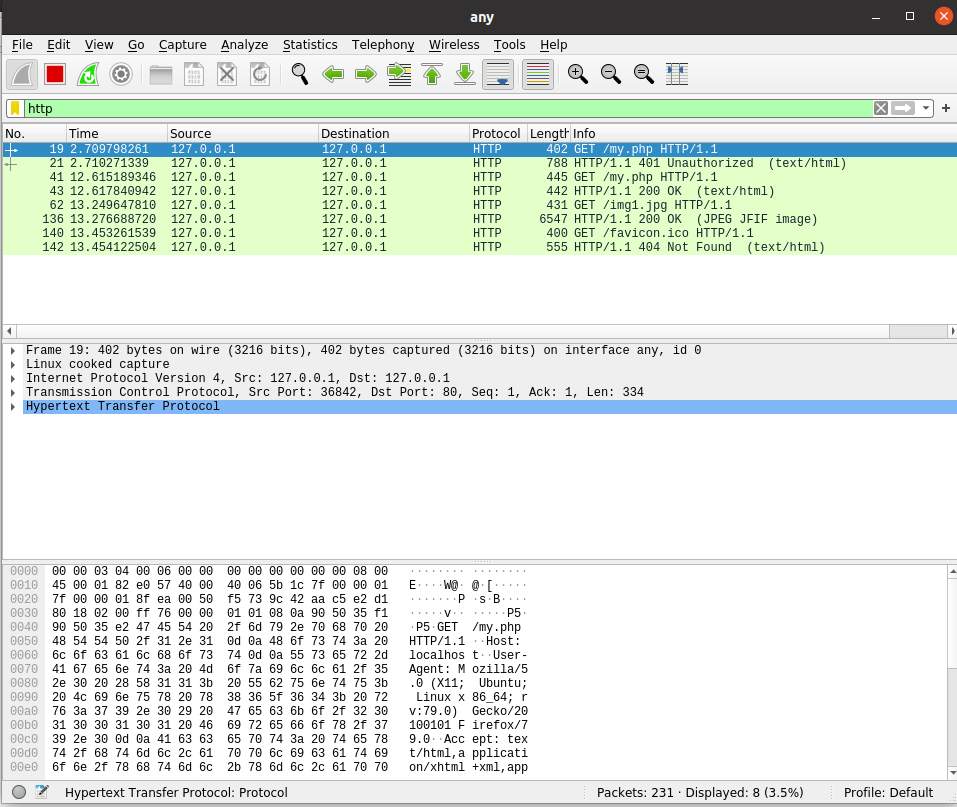 any
File Edit View Go Capture Analyze Statistics Telephony Wireless Tools Help
http
No. Time Source Destination Protocol Length Info
19 2.709798261 127.0.0.1 127.0.0.1 HTTP 402 GET /my.php HTTP/1.1
21 2.710271339 127.0.0.1 127.0.0.1 HTTP 788 HTTP/1.1 401 Unauthorized (text/html)
41 12.615189346 127.0.0.1 127.0.0.1 HTTP 445 GET /my.php HTTP/1.1
43 12.617840942 127.0.0.1 127.0.0.1 HTTP 442 HTTP/1.1 200 OK (text/html)
62 13.249647810 127.0.0.1 127.0.0.1 HTTP 431 GET /img1.jpg HTTP/1.1
136 13.276688720 127.0.0.1 127.0.0.1 HTTP 6547 HTTP/1.1 200 OK (JPEG JFIF image)
140 13.453261539 127.0.0.1 127.0.0.1 HTTP 400 GET /favicon.ico HTTP/1.1
142 13.454122504 127.0.0.1 127.0.0.1 HTTP 555 HTTP/1.1 404 Not Found (text/html)
Frame 19: 402 bytes on wire (3216 bits), 402 bytes captured (3216 bits) on interface any, id 0
Linux cooked capture
Internet Protocol Version 4, Src: 127.0.0.1, Dst: 127.0.0.1
Transmission Control Protocol, Src Port: 36842, Dst Port: 80, Seq: 1, Ack: 1, Len: 334
Hypertext Transfer Protocol
0000 00 00 03 04 00 06 00 00 00 00 00 00 00 00 08 00 ········ ········
0010 45 00 01 82 e0 57 40 00 40 06 5b 1c 7f 00 00 01 E····W@· @·[·····
0020 7f 00 00 01 8f ea 00 50 f5 73 9c 42 aa c5 e2 d1 ·······P ·s·B····
0030 80 18 02 00 ff 76 00 00 01 01 08 0a 90 50 35 f1 ·····v·· ·····P5·
0040 90 50 35 e2 47 45 54 20 2f 6d 79 2e 70 68 70 20 ·P5·GET /my.php
0050 48 54 54 50 2f 31 2e 31 0d 0a 48 6f 73 74 3a 20 HTTP/1.1 ··Host:
0060 6c 6f 63 61 6c 68 6f 73 74 0d 0a 55 73 65 72 2d localhos t··User-
0070 41 67 65 6e 74 3a 20 4d 6f 7a 69 6c 6c 61 2f 35 Agent: M ozilla/5
0080 2e 30 20 28 58 31 31 3b 20 55 62 75 6e 74 75 3b .0 (X11; Ubuntu;
0090 20 4c 69 6e 75 78 20 78 38 36 5f 36 34 3b 20 72 Linux x 86_64; r
00a0 76 3a 37 39 2e 30 29 20 47 65 63 6b 6f 2f 32 30 v:79.0) Gecko/20
00b0 31 30 30 31 30 31 20 46 69 72 65 66 6f 78 2f 37 100101 F irefox/7
00c0 39 2e 30 0d 0a 41 63 63 65 70 74 3a 20 74 65 78 9.0··Acc ept: tex
00d0 74 2f 68 74 6d 6c 2c 61 70 70 6c 69 63 61 74 69 t/html,a pplicati
00e0 6f 6e 2f 78 68 74 6d 6c 2b 78 6d 6c 2c 61 70 70 on/xhtml +xml,app
Hypertext Transfer Protocol: Protocol Packets: 231 · Displayed: 8 (3.5%) Profile: Default